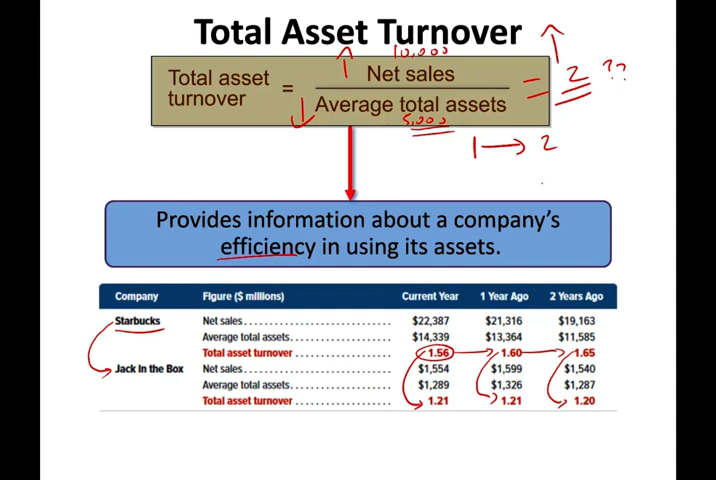 Total Asset Turnover
10,000
Total asset turnover = Net sales = 2 ??
Average total assets
5,000
1 → 2
Provides information about a company's
efficiency in using its assets.
Company Figure ($ millions) Current Year 1 Year Ago 2 Years Ago
Starbucks Net sales $22,387 $21,316 $19,163
Average total assets $14,339 $13,364 $11,585
Total asset turnover 1.56 1.60 1.65
Jack in the Box Net sales $1,554 $1,599 $1,540
Average total assets $1,289 $1,326 $1,287
Total asset turnover 1.21 1.21 1.20